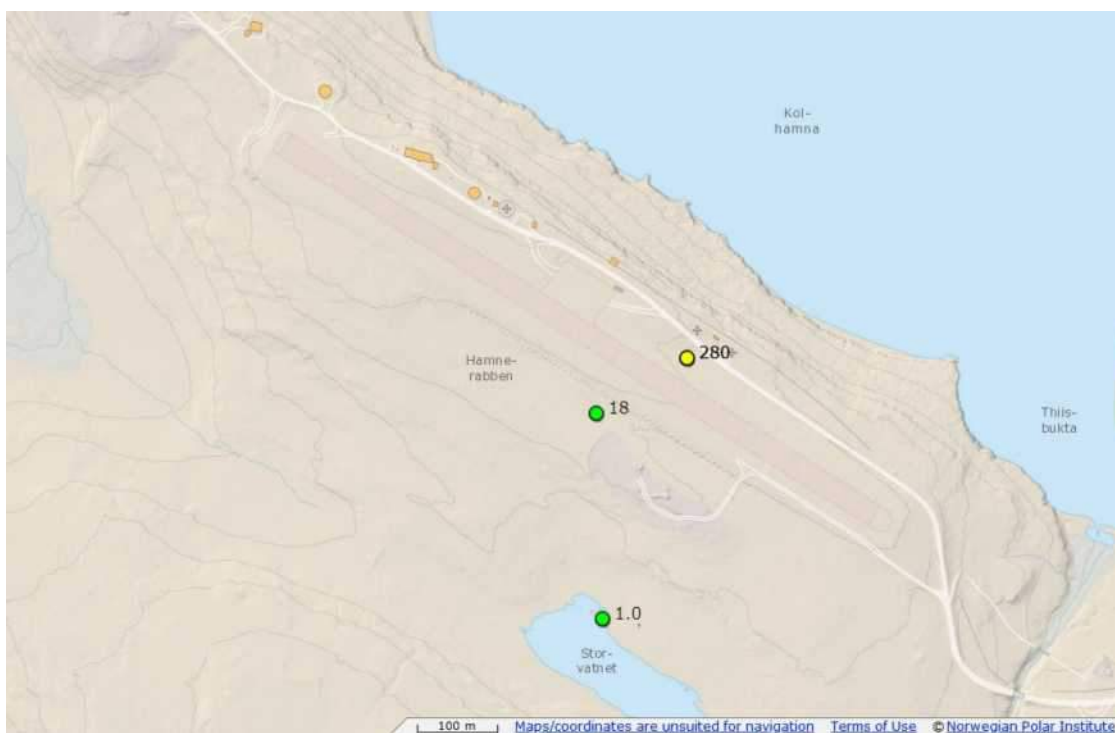 Kol-
hamna
280
Hamne-
rabben
18
Thiis-
bukta
1.0
Stor-
vatnet
100 m Maps/coordinates are unsuited for navigation Terms of Use © Norwegian Polar Institute